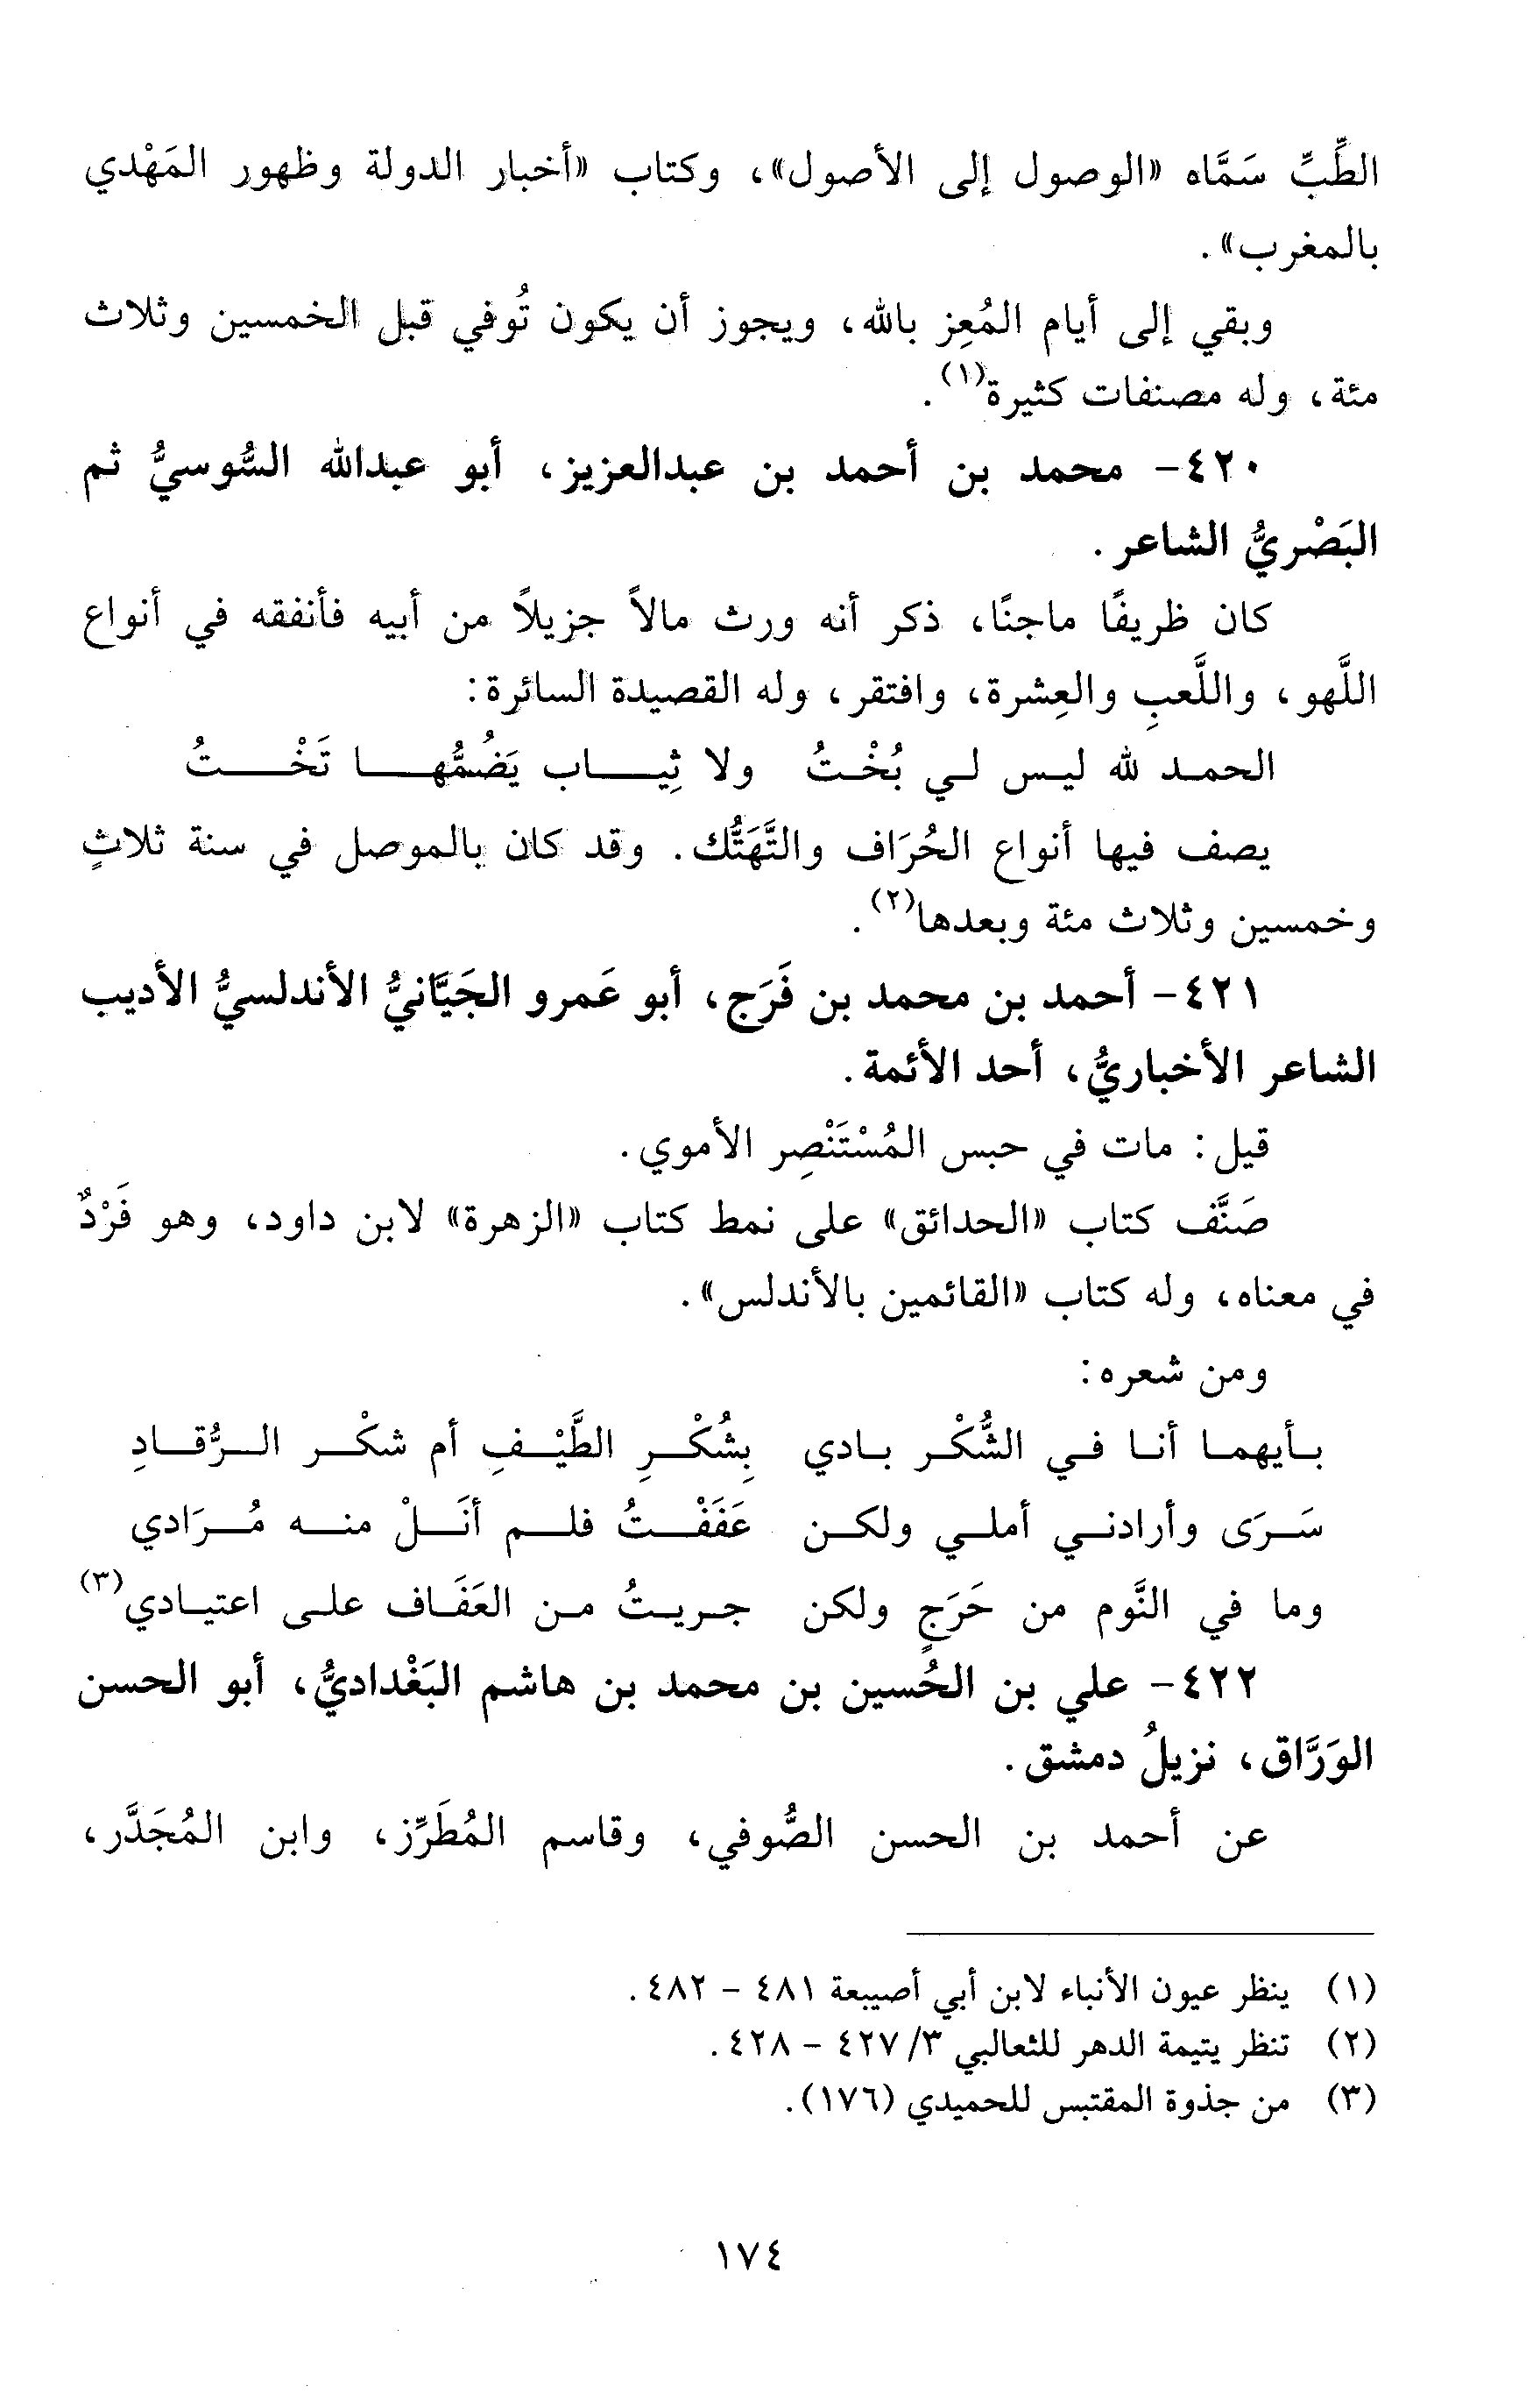 الطِّبِّ سَمَّاه «الوصول إلى الأصول»، وكتاب «أخبار الدولة وظهور المَهْدي
بالمغرب».
وبقي إلى أيام المُعِز بالله، ويجوز أن يكون تُوفي قبل الخمسين وثلاث
مئة، وله مصنفات كثيرة(١).
٤٢٠- محمد بن أحمد بن عبدالعزيز، أبو عبدالله السُّوسيُّ ثم
البَصْريُّ الشاعر.
كان ظريفًا ماجنًا، ذكر أنه ورث مالاً جزيلاً من أبيه فأنفقه في أنواع
اللَّهو، واللَّعبِ والعِشرة، وافتقر، وله القصيدة السائرة:
الحمد لله ليس لي بُخْتُ ولا ثِياب يَضُمُّها تَخْتُ
يصف فيها أنواع الحُرَاف والتَّهَتُّك. وقد كان بالموصل في سنة ثلاثٍ
وخمسين وثلاث مئة وبعدها(٢).
٤٢١- أحمد بن محمد بن فَرَج، أبو عَمرو الجَيَّانيُّ الأندلسيُّ الأديب
الشاعر الأخباريُّ، أحد الأئمة.
قيل: مات في حبس المُسْتَنْصِر الأموي.
صَنَّف كتاب «الحدائق» على نمط كتاب «الزهرة» لابن داود، وهو فَرْدٌ
في معناه، وله كتاب «القائمين بالأندلس».
ومن شعره:
بأيهما أنا في الشُّكْر بادي بِشُكْرِ الطَّيْفِ أم شكْر الرُّقادِ
سَرَى وأرادني أملي ولكن عَفَفْتُ فلم أنَلْ منه مُرَادي
وما في النَّوم من حَرَجٍ ولكن جريتُ من العَفَاف على اعتيادي(٣)
٤٢٢- علي بن الحُسين بن محمد بن هاشم البَغْداديُّ، أبو الحسن
الوَرَّاق، نزيلُ دمشق.
عن أحمد بن الحسن الصُّوفي، وقاسم المُطَرِّز، وابن المُجَدَّر،
(١) ينظر عيون الأنباء لابن أبي أصيبعة ٤٨١ - ٤٨٢.
(٢) تنظر يتيمة الدهر للثعالبي ٣/ ٤٢٧ - ٤٢٨.
(٣) من جذوة المقتبس للحميدي (١٧٦).
١٧٤